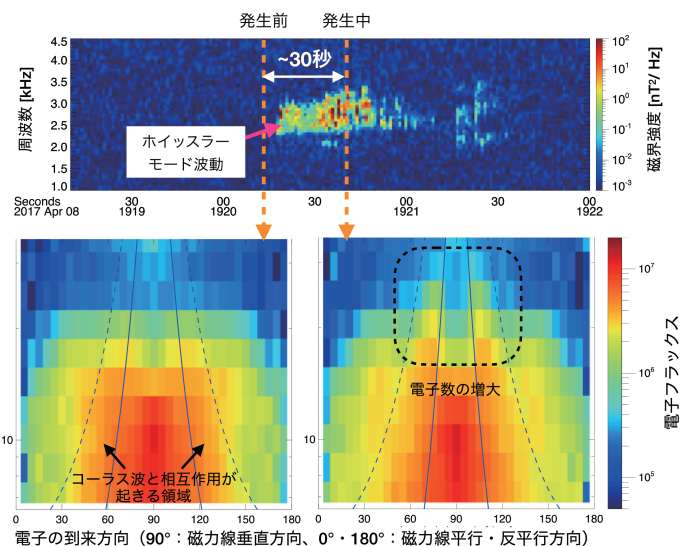 発生前 発生中
4.5
4.0
3.5
3.0
2.5
2.0
1.5
1.0
周波数 [kHz]
~30秒
ホイッスラー
モード波動
10²
10¹
10⁰
10⁻¹
10⁻²
10⁻³
磁界強度 [nT²/ Hz]
Seconds 30 00 30 00 30 00
2017 Apr 08 1919 1920 1921 1922
10
コーラス波と相互作用が
起きる領域
0 30 60 90 120 150 180
10
電子数の増大
0 30 60 90 120 150 180
10⁷
10⁶
10⁵
電子フラックス
電子の到来方向（90°：磁力線垂直方向、0°・180°：磁力線平行・反平行方向）